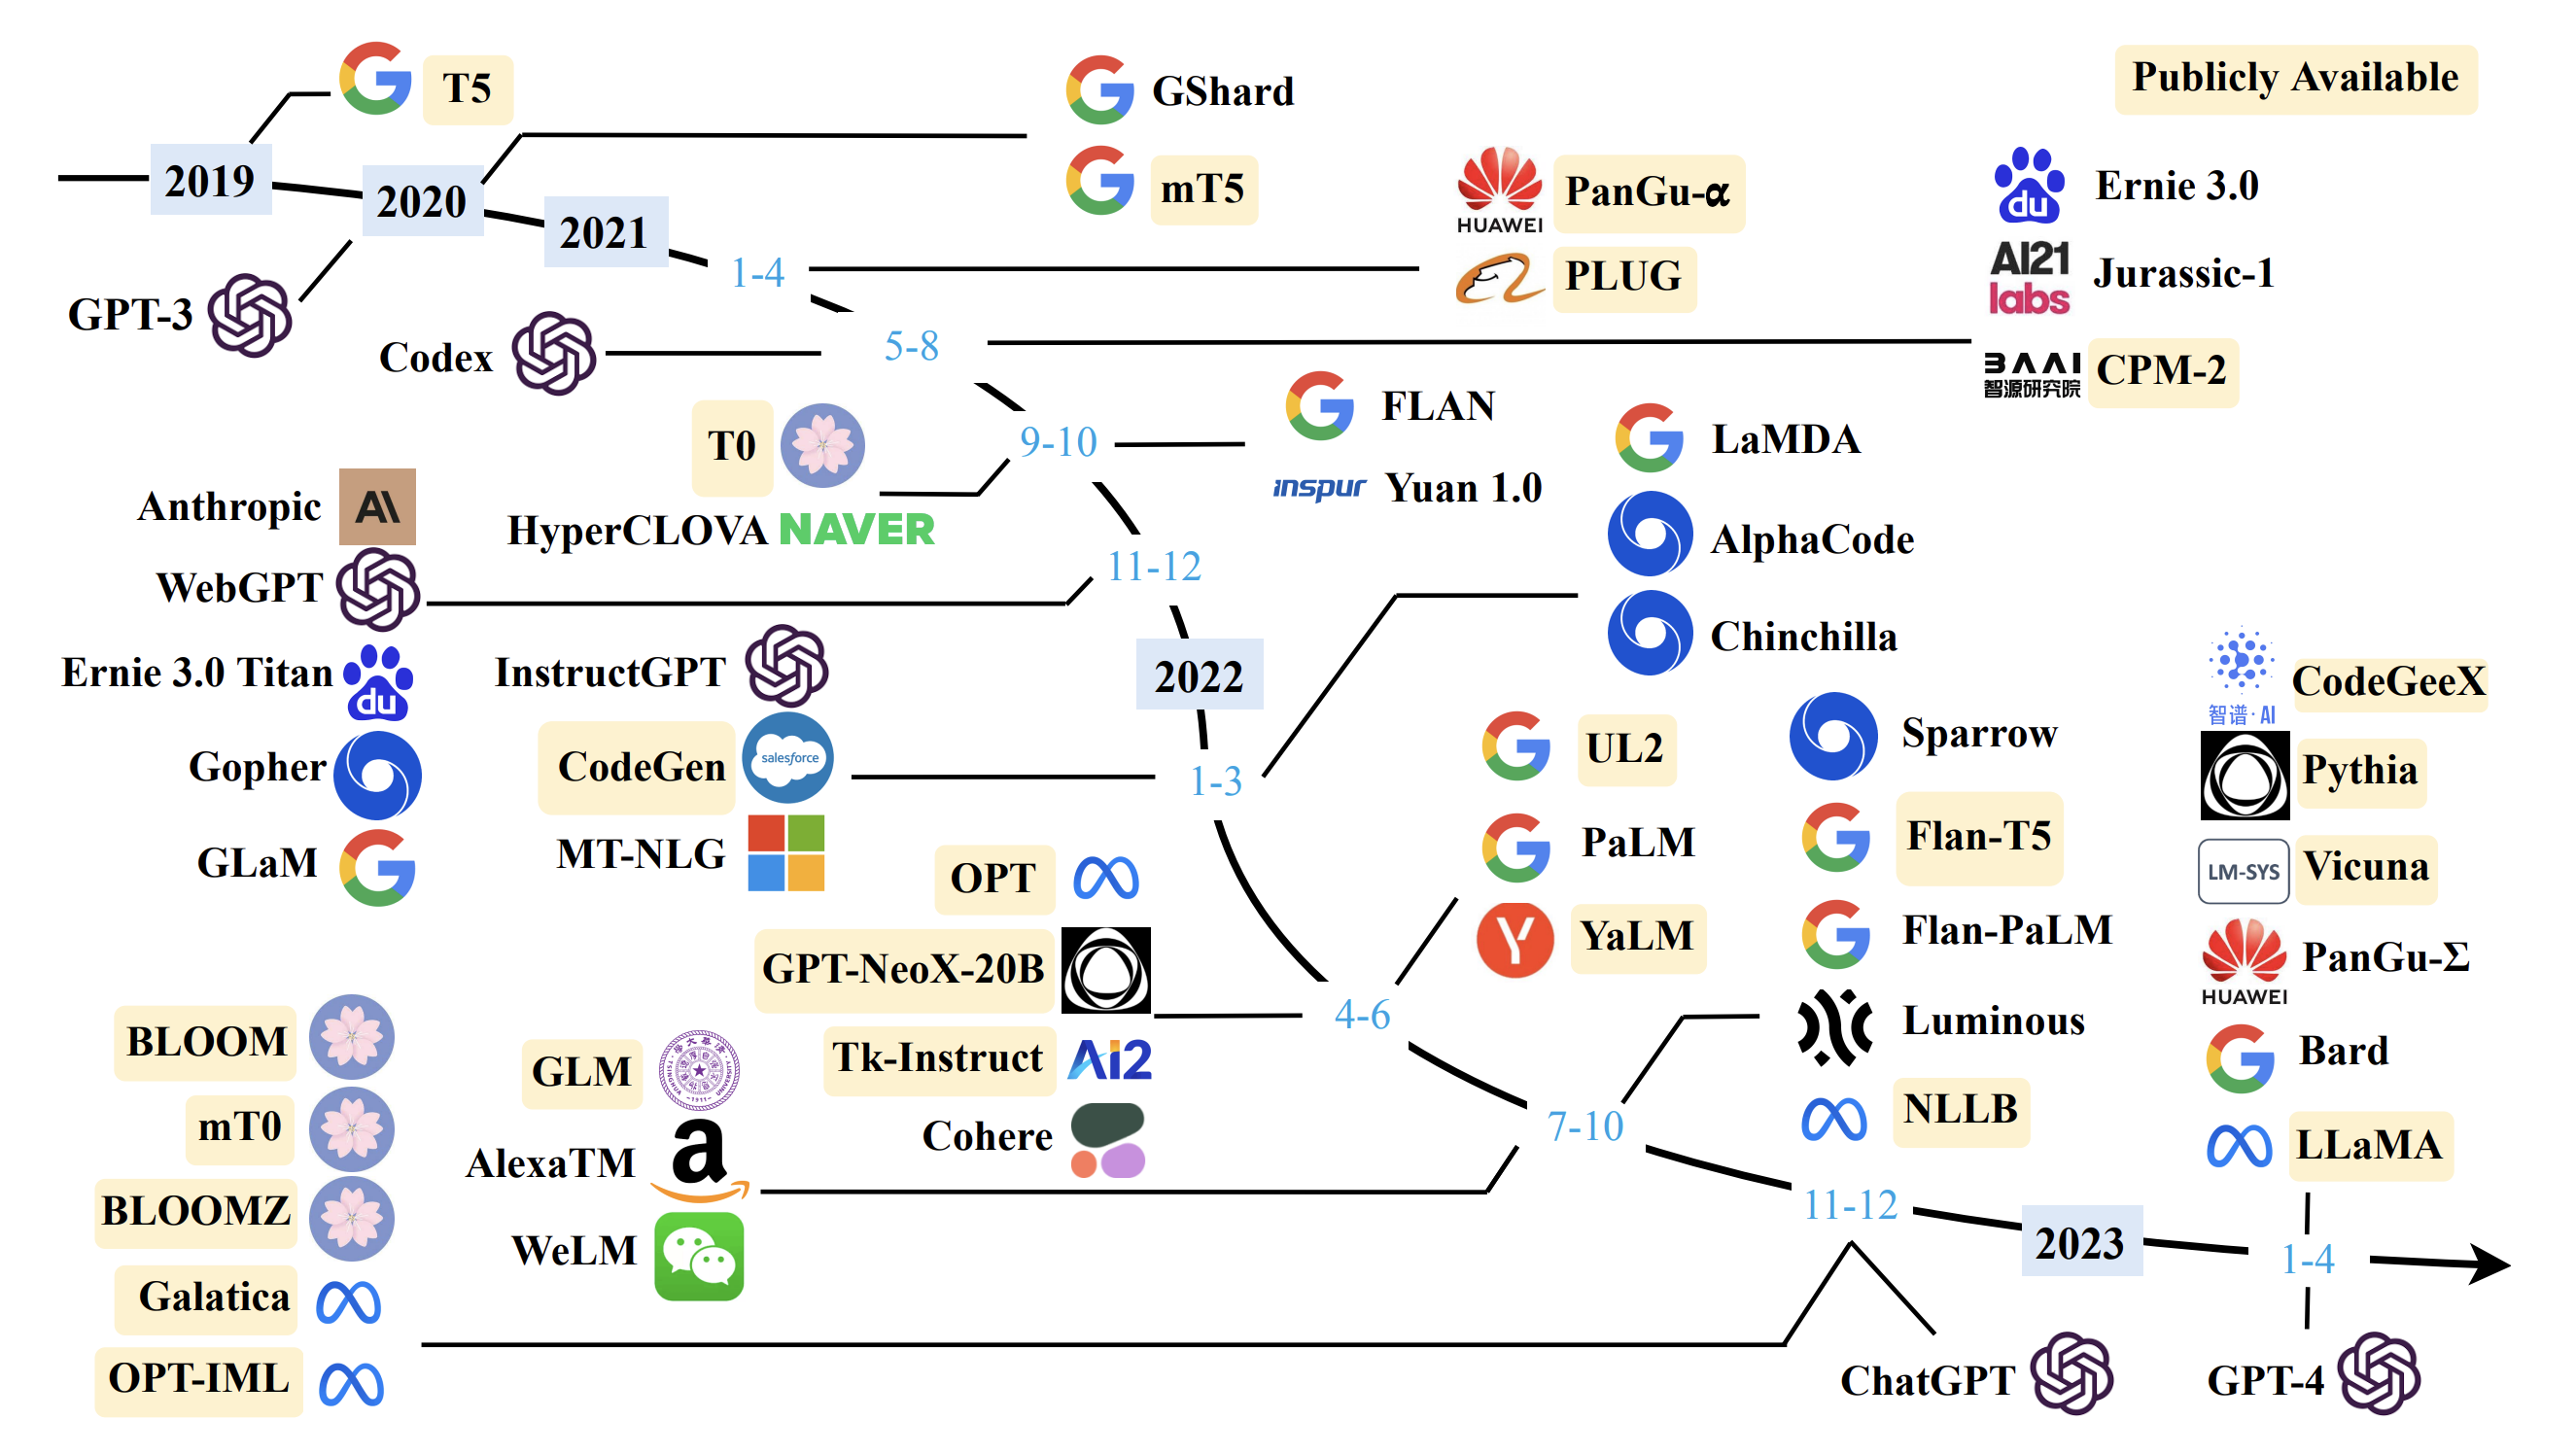 T5
GShard
Publicly Available
mT5
2019
2020
2021
PanGu-α
HUAWEI
Ernie 3.0
du
1-4
PLUG
AI21
labs
Jurassic-1
GPT-3
Codex
5-8
BAAI
智源研究院
CPM-2
T0
9-10
FLAN
LaMDA
Anthropic
A\
HyperCLOVA
NAVER
inspur
Yuan 1.0
AlphaCode
WebGPT
11-12
Chinchilla
Ernie 3.0 Titan
du
InstructGPT
2022
智谱·AI
CodeGeeX
Gopher
CodeGen
salesforce
1-3
UL2
Sparrow
Pythia
GLaM
MT-NLG
OPT
PaLM
Flan-T5
LM-SYS
Vicuna
GPT-NeoX-20B
YaLM
Flan-PaLM
HUAWEI
PanGu-Σ
BLOOM
GLM
Tk-Instruct
Ai2
4-6
Luminous
Bard
mT0
AlexaTM
a
Cohere
7-10
NLLB
LLaMA
BLOOMZ
WeLM
11-12
2023
1-4
Galatica
OPT-IML
ChatGPT
GPT-4